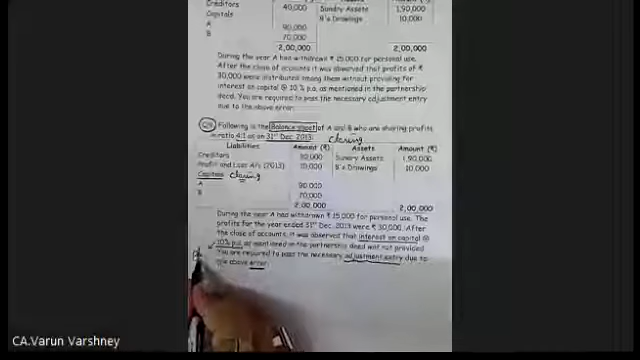 Creditors 40,000 Sundry Assets 1,90,000
Capitals B's Drawings 10,000
A 90,000
B 70,000
2,00,000 2,00,000
During the year A had withdrawn ₹ 15,000 for personal use.
After the close of accounts it was observed that profits of ₹
30,000 were distributed among them without providing for
interest on capital @ 10 % p.a. as mentioned in the partnership
deed. You are required to pass the necessary adjustment entry
due to the above error.
Following is the Balance sheet of A and B who are sharing profits
in ratio 4:1 as on 31st Dec. 2013. Closing
Liabilities Amount (₹) Assets Amount (₹)
Creditors 30,000 Sundry Assets 1,90,000
Profit and Loss A/c (2013) 10,000 B's Drawings 10,000
Capitals Closing
A 90,000
B 70,000
2,00,000 2,00,000
During the year A had withdrawn ₹ 15,000 for personal use. The
profits for the year ended 31st Dec. 2013 were ₹ 30,000. After
the close of accounts, it was observed that interest on capital @
10% p.a. as mentioned in the partnership deed was not provided
You are required to pass the necessary adjustment entry due to
the above error
CA.Varun Varshney